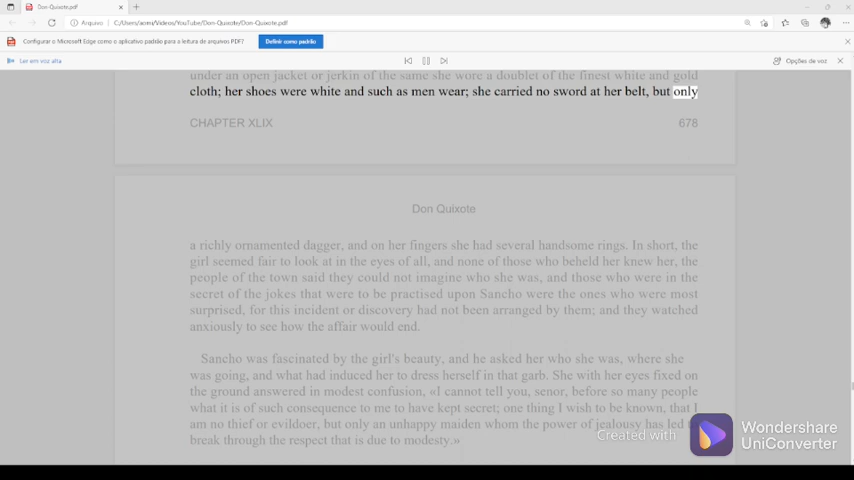 Don-Quixote.pdf
Arquivo C:/Users/
/Videos/YouTube/Don-Quixote/Don-Quixote.pdf
Configurar o Microsoft Edge como o aplicativo padrão para a leitura de arquivos PDF? Definir como padrão
Ler em voz alta Opções de voz
under an open jacket or jerkin of the same she wore a doublet of the finest white and gold
cloth; her shoes were white and such as men wear; she carried no sword at her belt, but only
CHAPTER XLIX 678
Don Quixote
a richly ornamented dagger, and on her fingers she had several handsome rings. In short, the
girl seemed fair to look at in the eyes of all, and none of those who beheld her knew her, the
people of the town said they could not imagine who she was, and those who were in the
secret of the jokes that were to be practised upon Sancho were the ones who were most
surprised, for this incident or discovery had not been arranged by them; and they watched
anxiously to see how the affair would end.
Sancho was fascinated by the girl's beauty, and he asked her who she was, where she
was going, and what had induced her to dress herself in that garb. She with her eyes fixed on
the ground answered in modest confusion, «I cannot tell you, senor, before so many people
what it is of such consequence to me to have kept secret; one thing I wish to be known, that I
am no thief or evildoer, but only an unhappy maiden whom the power of jealousy has led
break through the respect that is due to modesty.»
Created with Wondershare
UniConverter